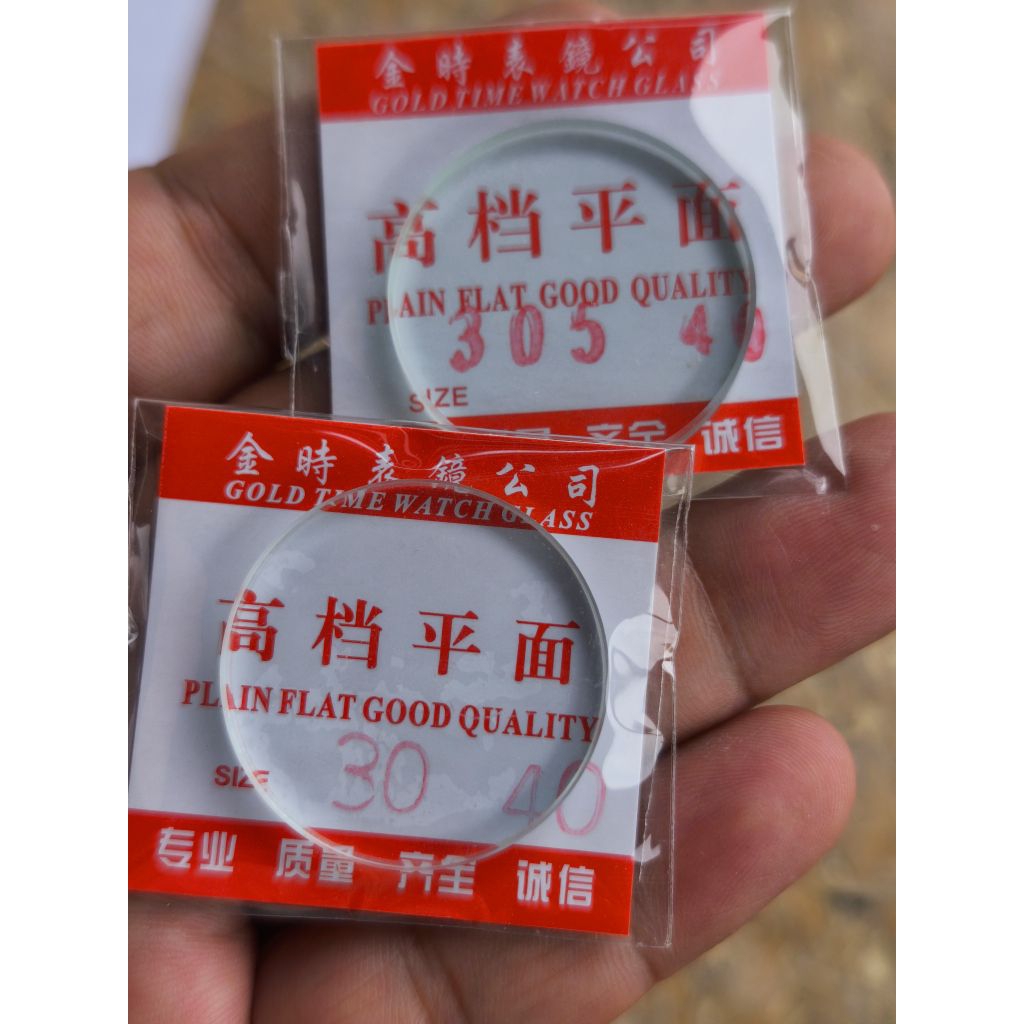 金時表鏡公司
GOLD TIME WATCH GLASS
高档平面
PLAIN FLAT GOOD QUALITY
305 40
SIZE
齐全 诚信
金時表鏡公司
GOLD TIME WATCH GLASS
高档平面
PLAIN FLAT GOOD QUALITY
SIZE 30 40
专业 质量 齐全 诚信